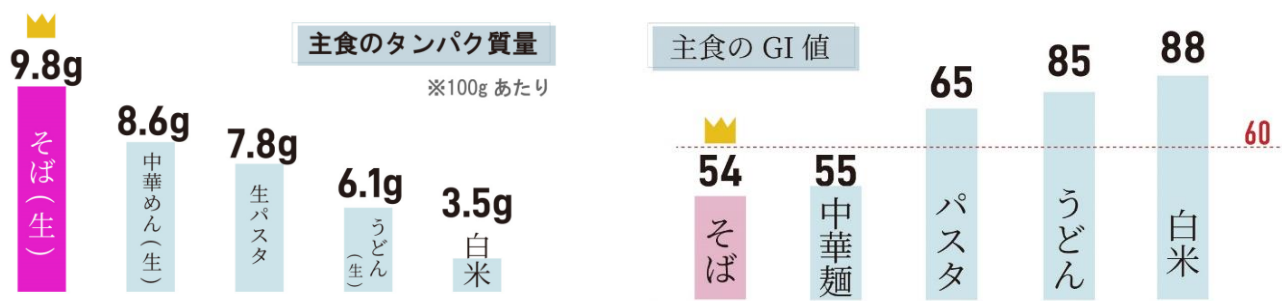 主食のタンパク質量
※100g あたり
9.8g
そば(生)
8.6g
中華めん(生)
7.8g
生パスタ
6.1g
うどん(生)
3.5g
白米
主食の GI 値
60
54
そば
55
中華麺
65
パスタ
85
うどん
88
白米